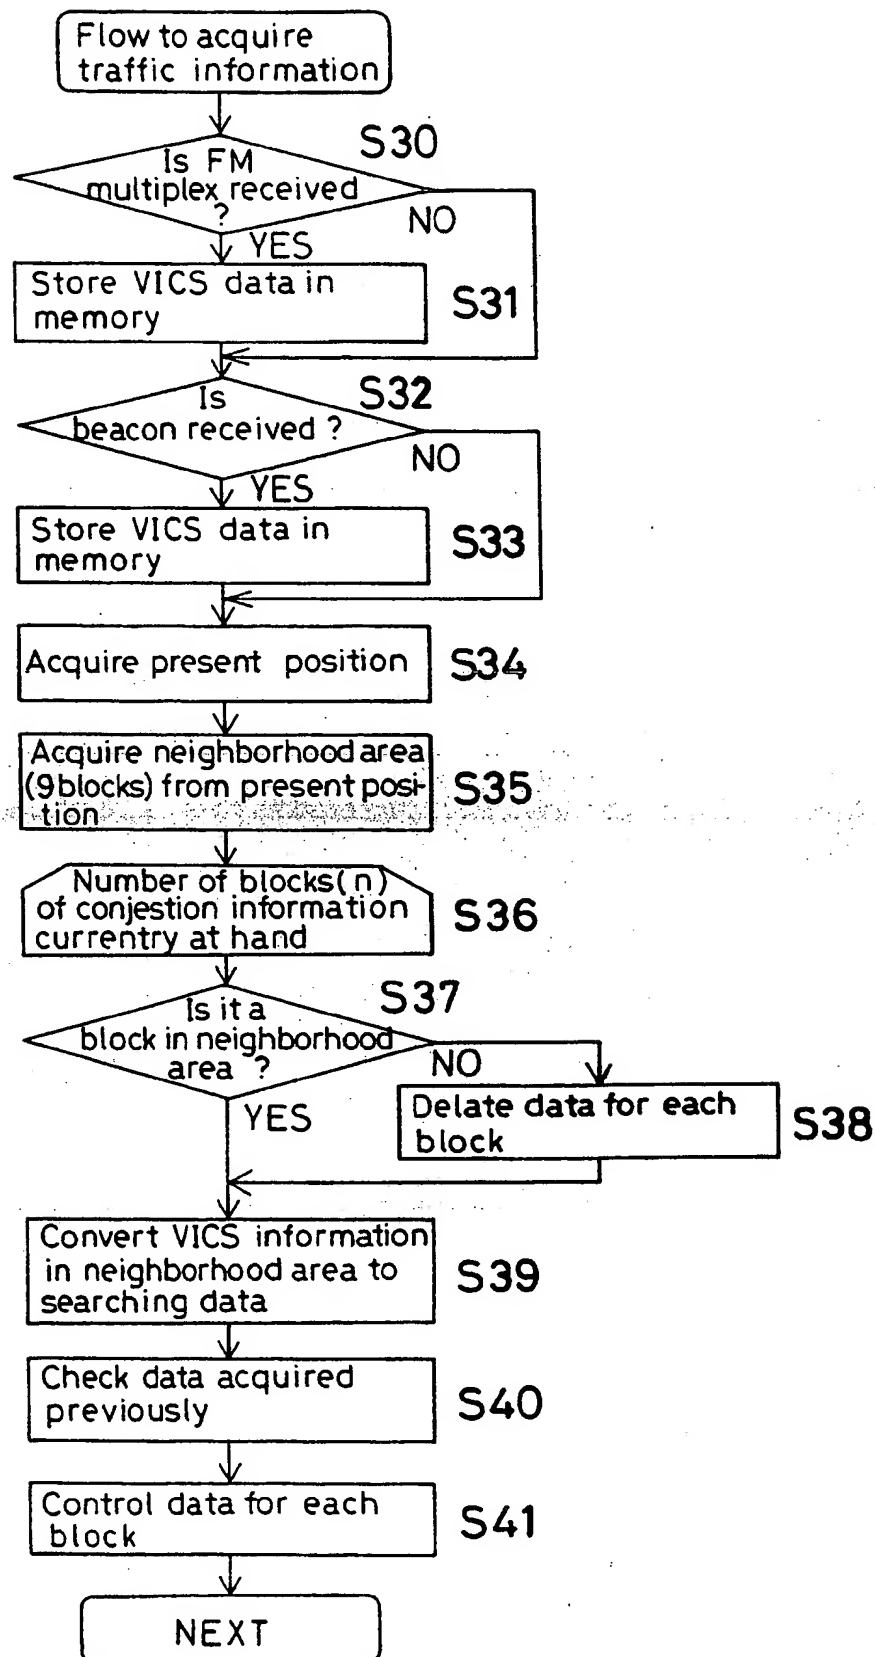 Flow to acquire
traffic information
S30
Is FM
multiplex received
?
NO
YES
Store VICS data in
memory
S31
S32
Is
beacon received ?
NO
YES
Store VICS data in
memory
S33
Acquire present position
S34
Acquire neighborhood area
(9blocks) from present posi-
tion
S35
Number of blocks(n)
of conjestion information
currentry at hand
S36
S37
Is it a
block in neighborhood
area ?
NO
YES
Delate data for each
block
S38
Convert VICS information
in neighborhood area to
searching data
S39
Check data acquired
previously
S40
Control data for each
block
S41
NEXT